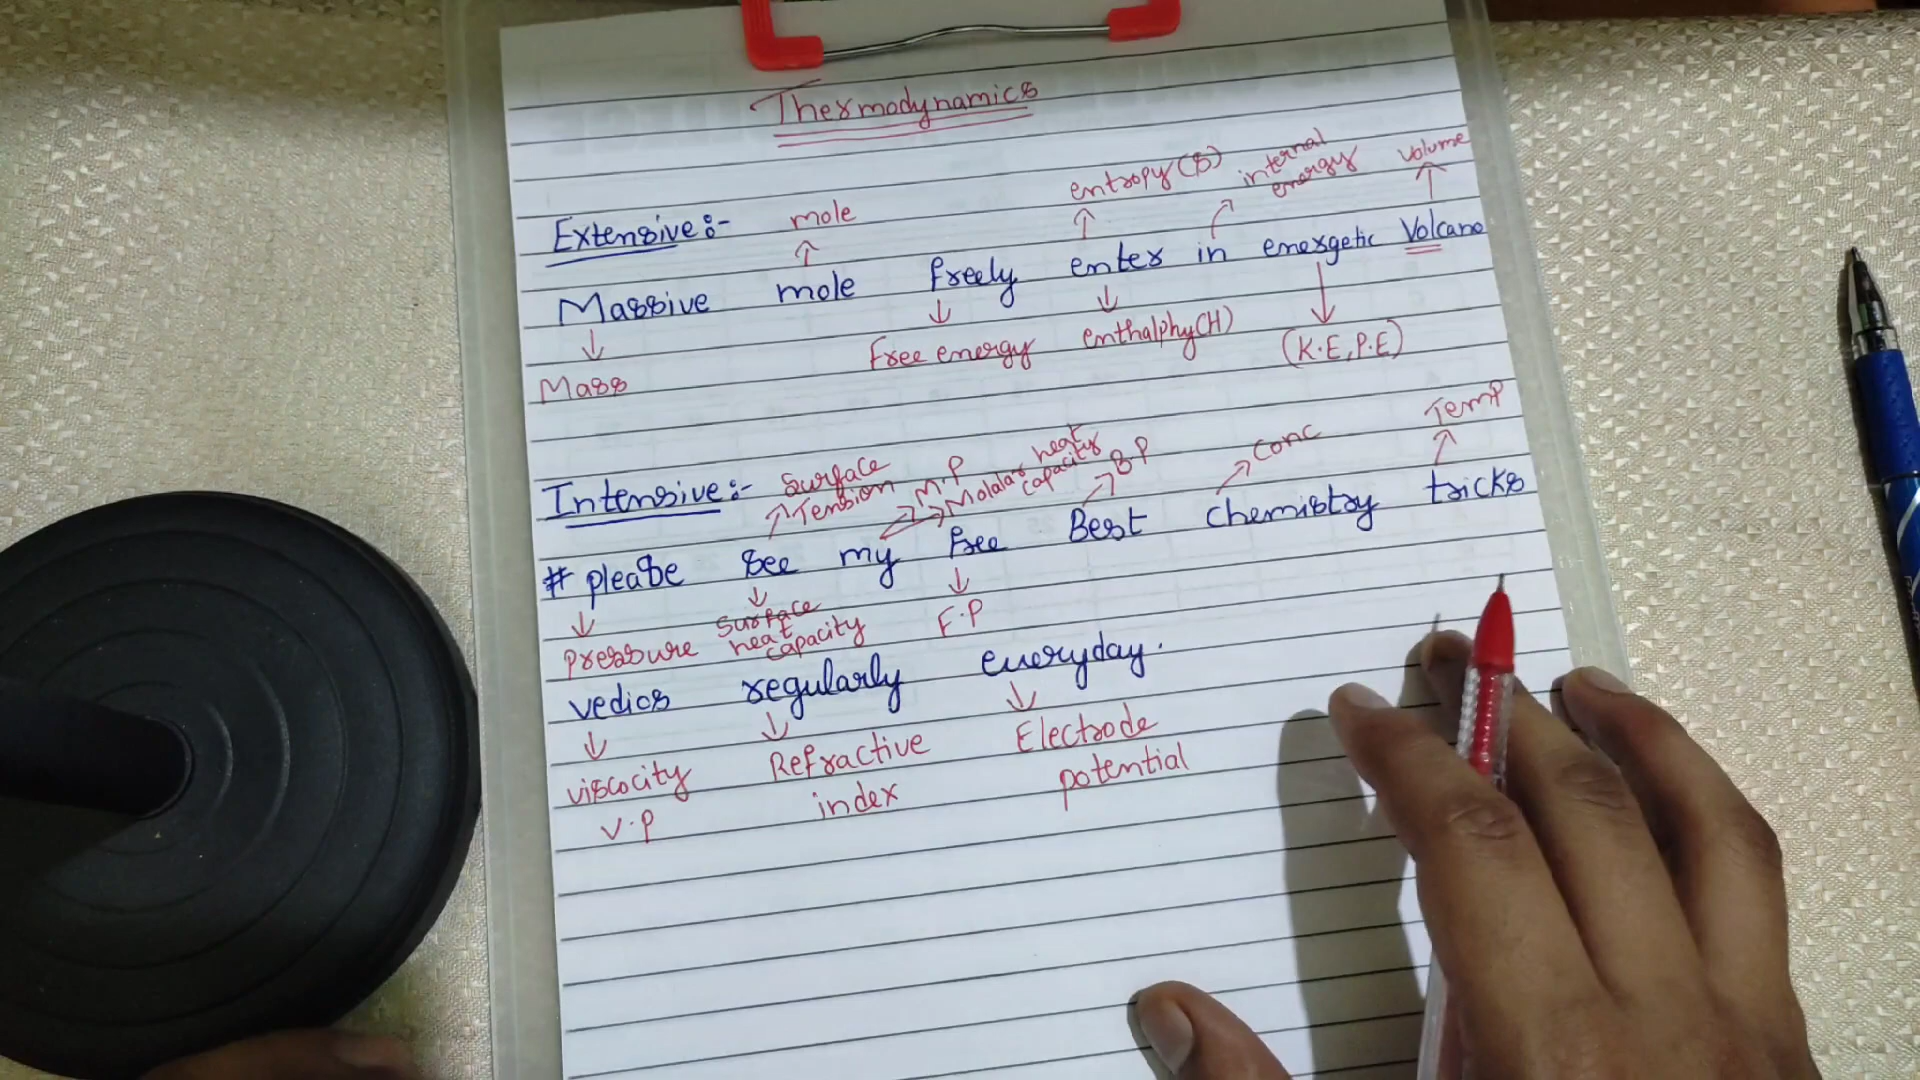 Thermodynamics
entropy (S) internal energy Volume
Extensive :- mole
Massive mole freely enter in energetic Volcano
Mass Free energy enthalphy(H) (K.E, P.E)
Intensive :- Surface Tension M.P Molalar heat capacity B.P Conc Temp
# please see my free Best chemistry tricks
pressure Surface heat capacity F.P
vedios regularly everyday.
viscocity Refractive Electrode
V.P index potential